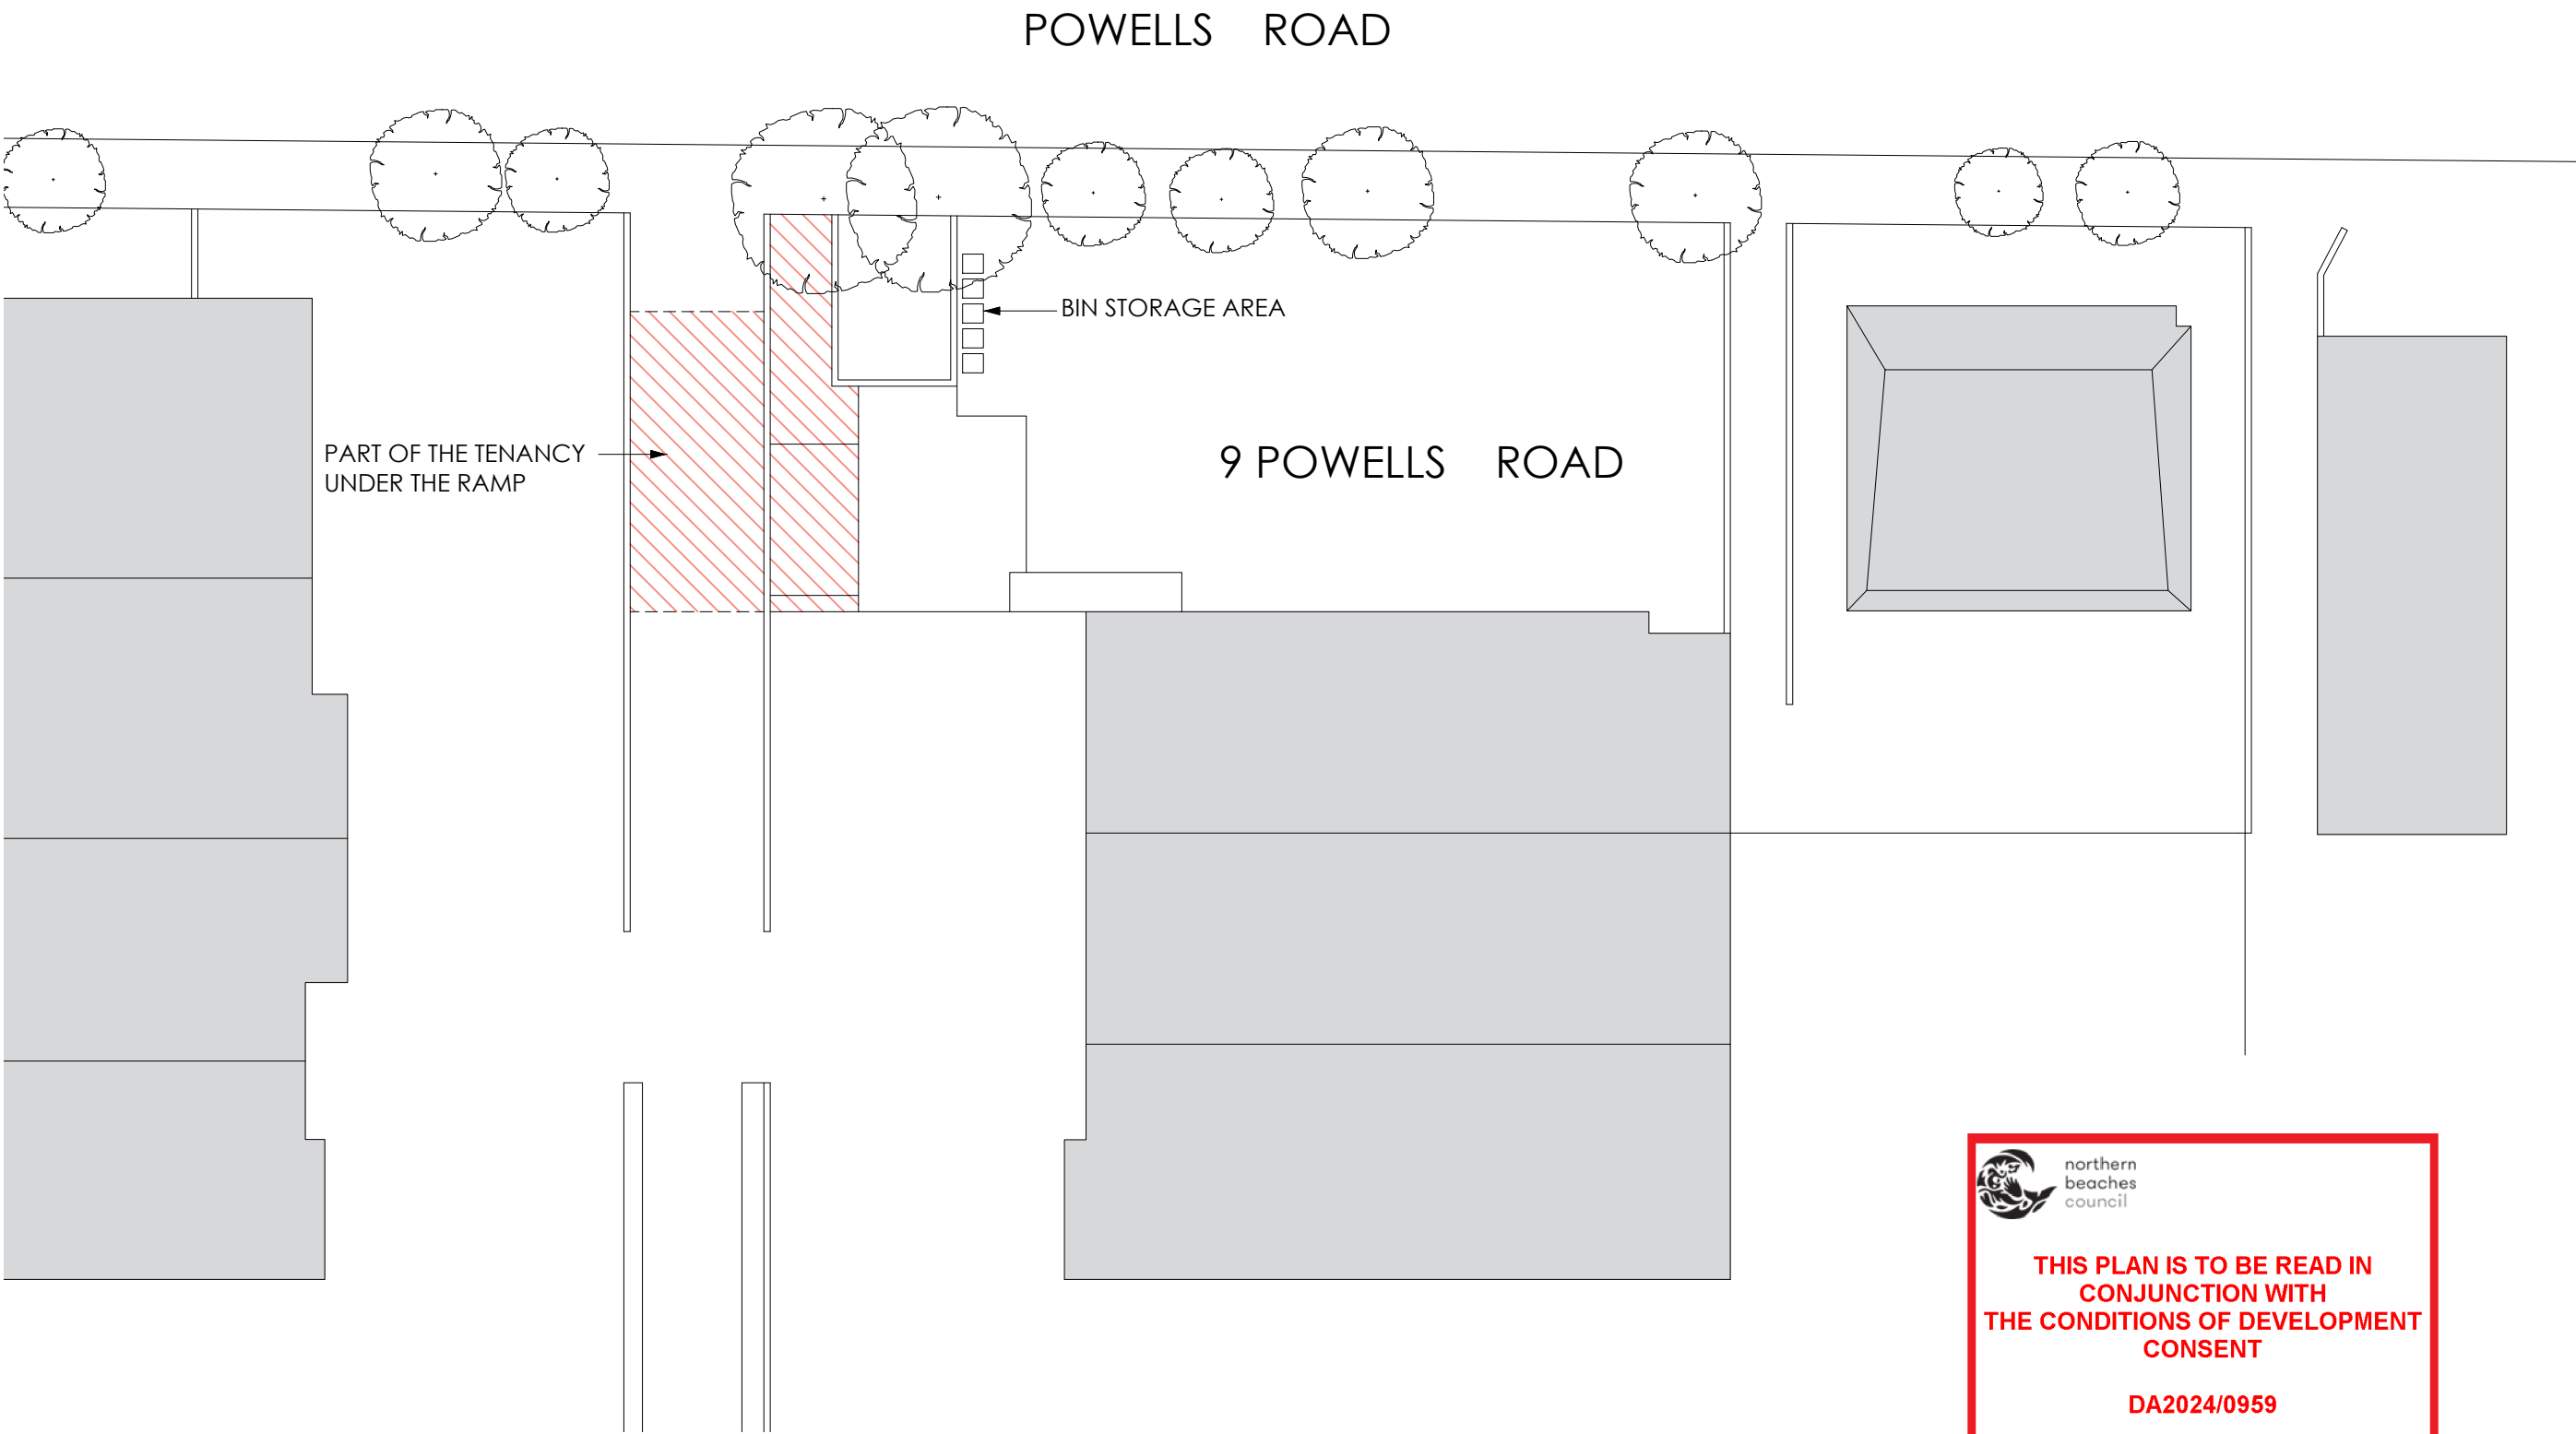 POWELLS ROAD
BIN STORAGE AREA
PART OF THE TENANCY
UNDER THE RAMP
9 POWELLS ROAD
northern
beaches
council
THIS PLAN IS TO BE READ IN
CONJUNCTION WITH
THE CONDITIONS OF DEVELOPMENT
CONSENT
DA2024/0959